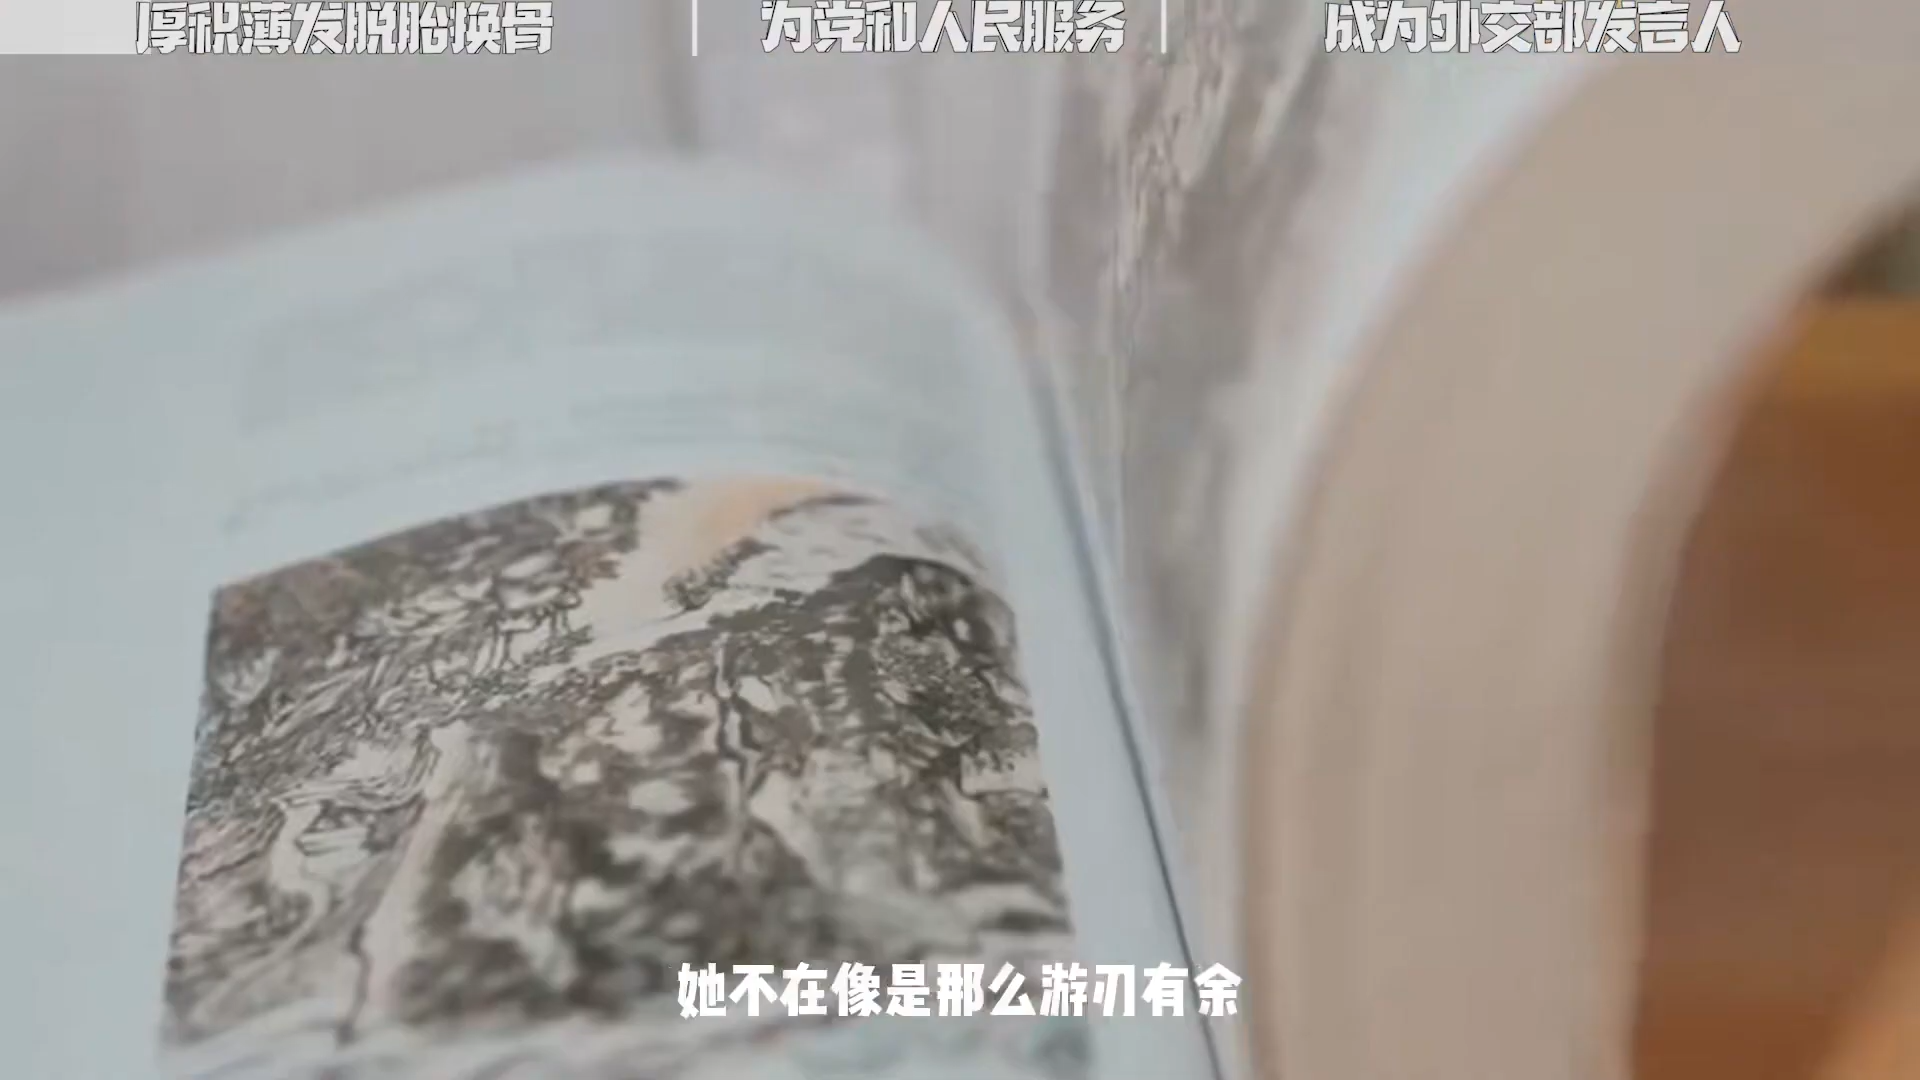 厚积薄发脱胎换骨
为党和人民服务
成为外交部发言人
她不在像是那么游刃有余